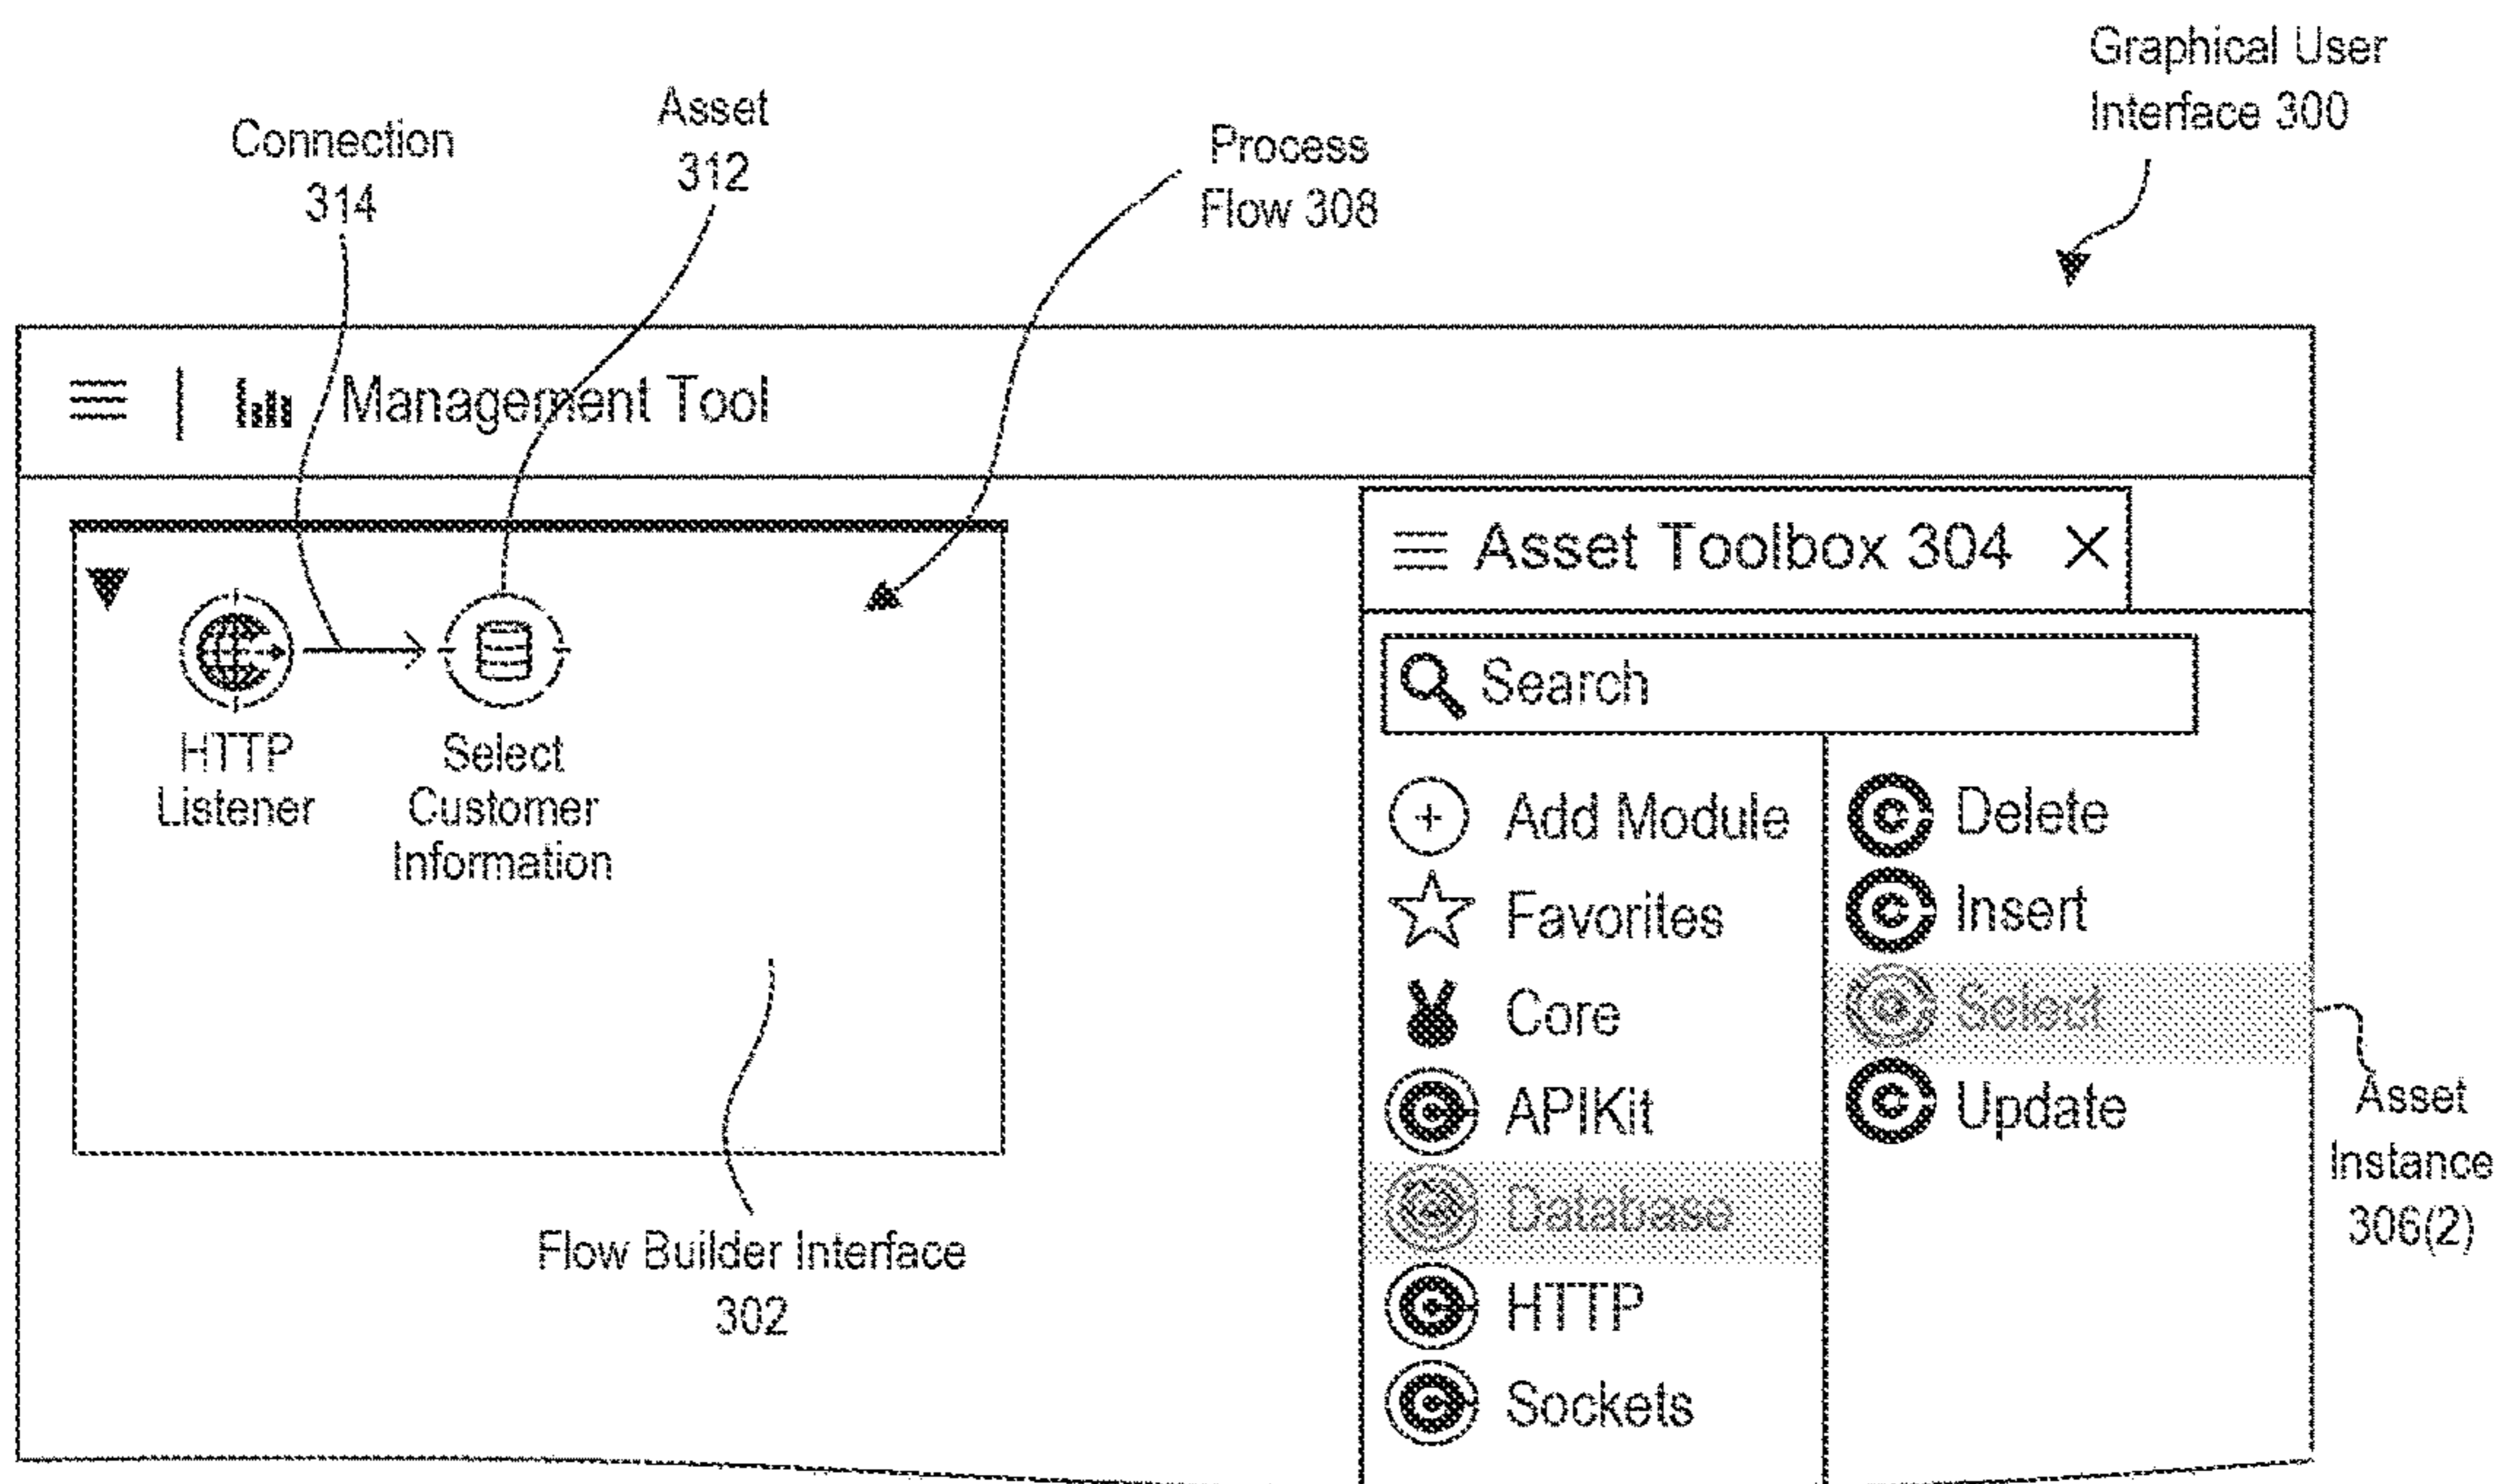 Graphical User
Interface 300
Connection
314
Asset
312
Process
Flow 308
Management Tool
Asset Toolbox 304
Search
HTTP
Listener
Select
Customer
Information
Add Module
Favorites
Core
APIKit
Database
HTTP
Sockets
Delete
Insert
Select
Update
Asset
Instance
306(2)
Flow Builder Interface
302